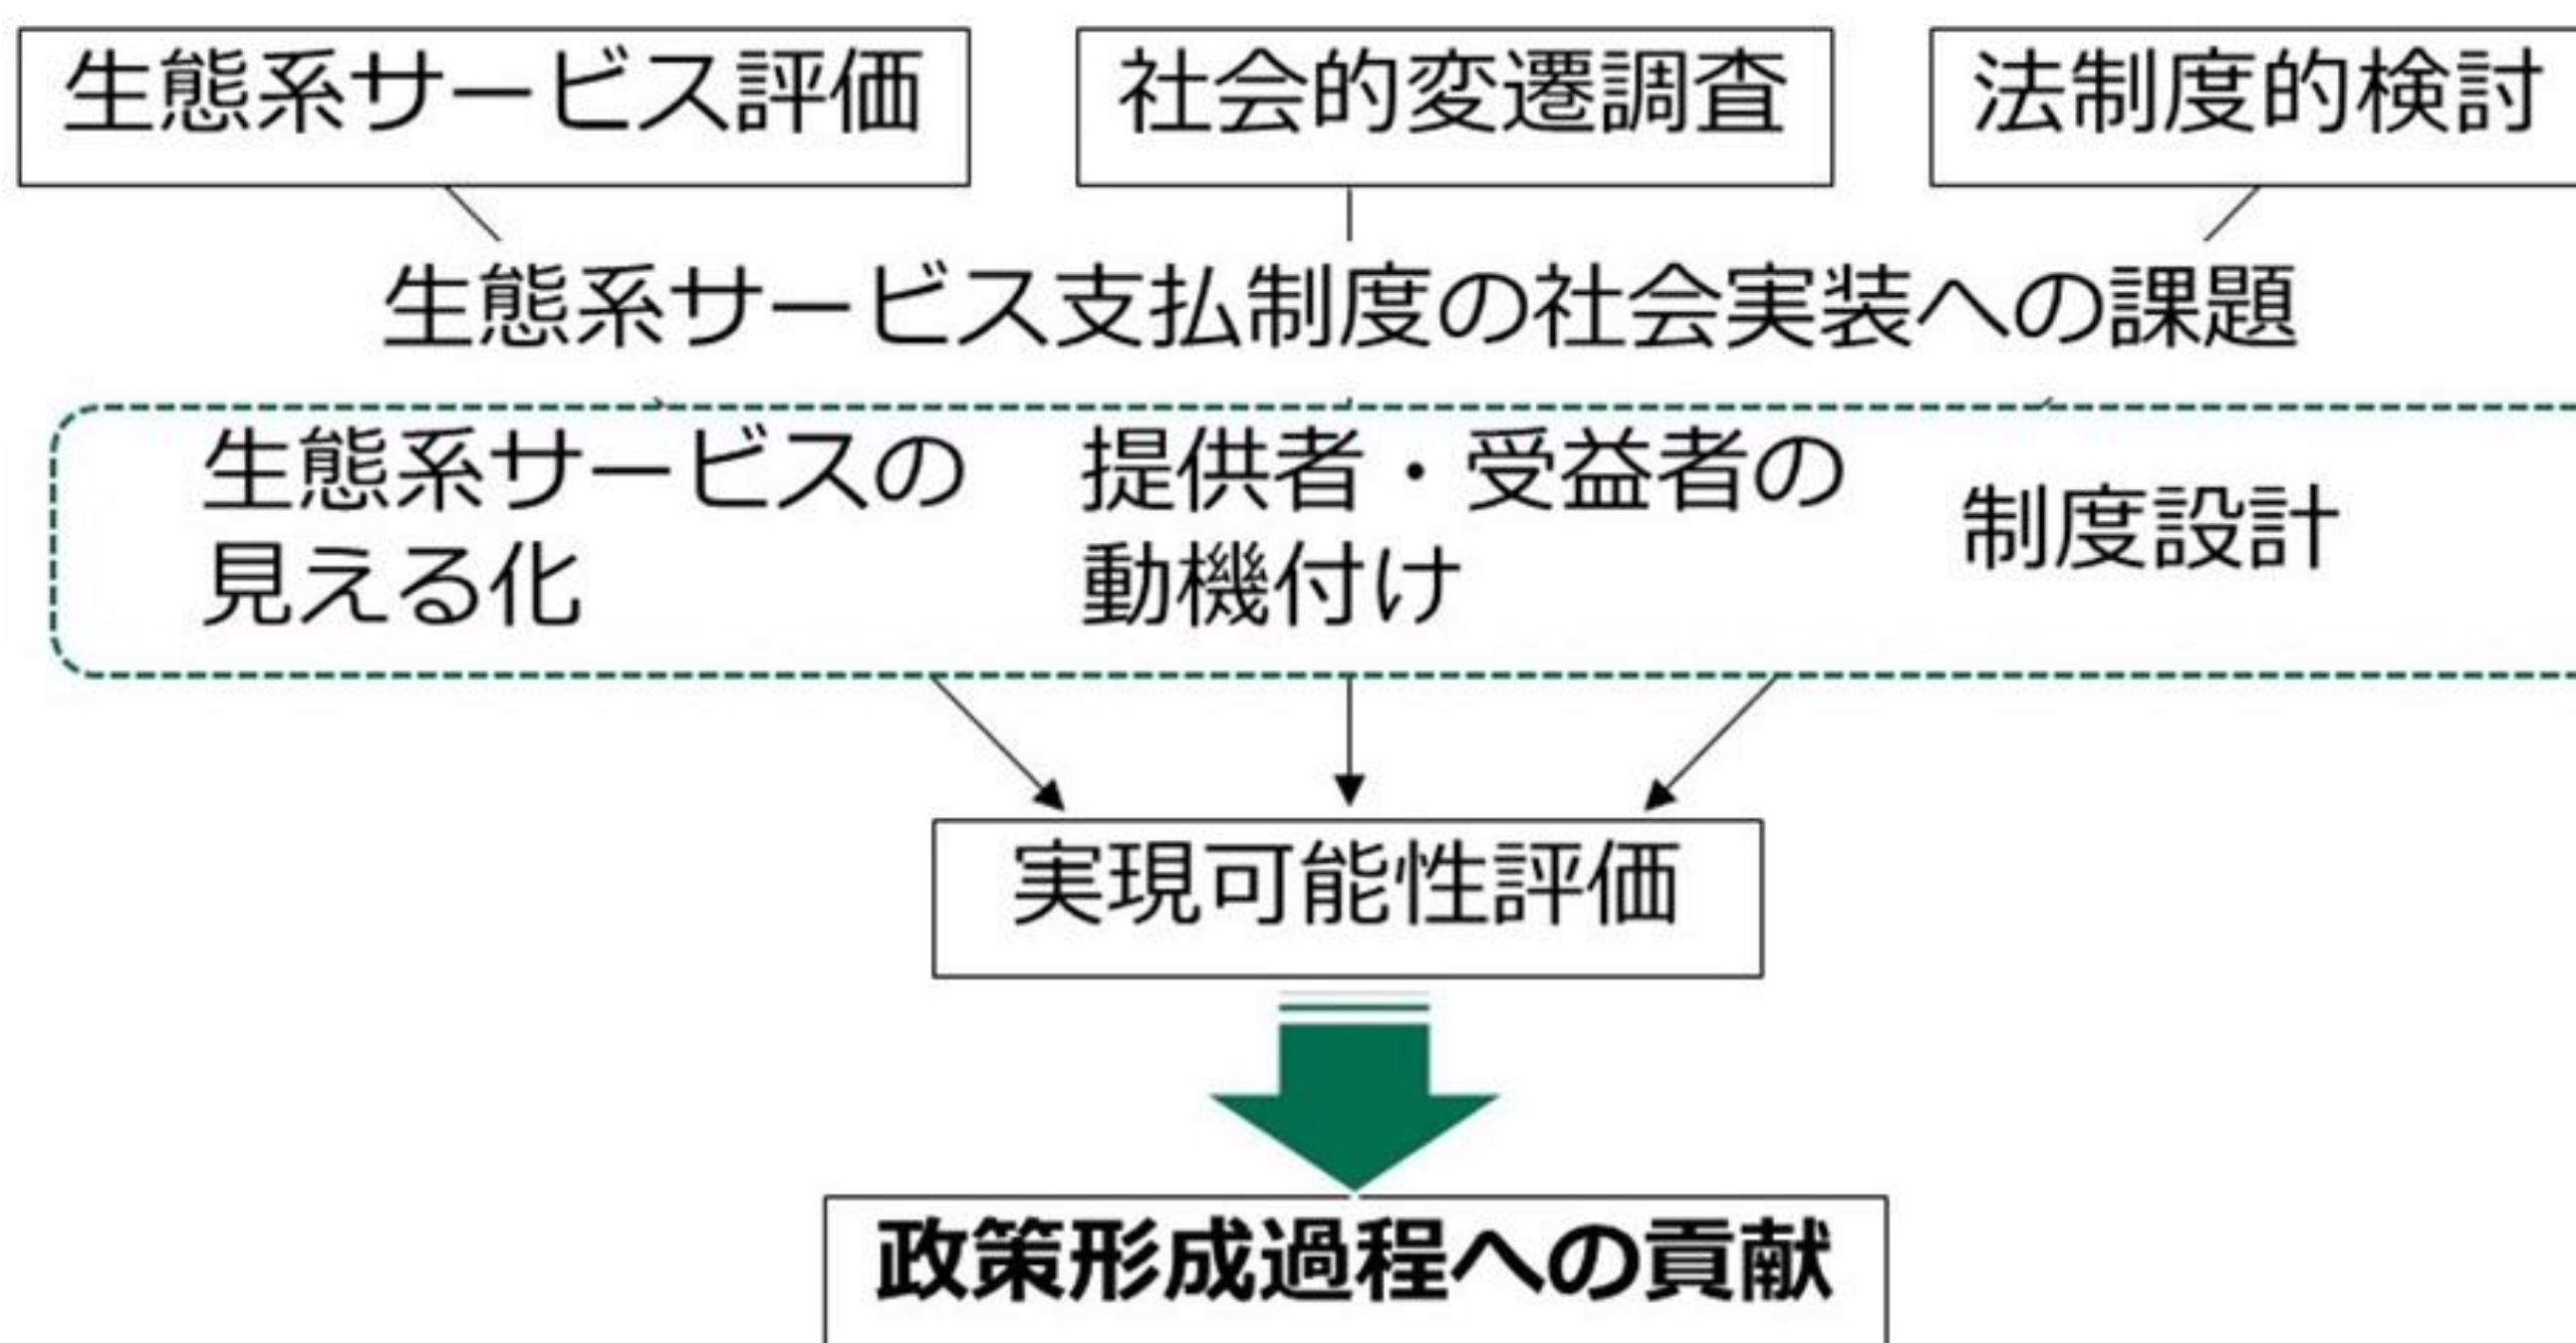 生態系サービス評価
社会的変遷調査
法制度的検討
生態系サービス支払制度の社会実装への課題
生態系サービスの
見える化
提供者・受益者の
動機付け
制度設計
実現可能性評価
政策形成過程への貢献